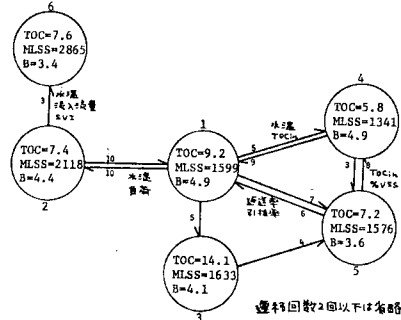 6
TOC=7.6
MLSS=2865
B=3.4
3
水温
流入流量
SVI
TOC=7.4
MLSS=2118
B=4.4
2
10
10
水温
負荷
1
TOC=9.2
MLSS=1599
B=4.9
5
水温
TOCin
9
4
TOC=5.8
MLSS=1341
B=4.9
3
8
TOCin
%VSS
7
6
返送率
引抜率
TOC=7.2
MLSS=1576
B=3.6
5
5
4
TOC=14.1
MLSS=1633
B=4.1
3
遷移回数2回以下は省略